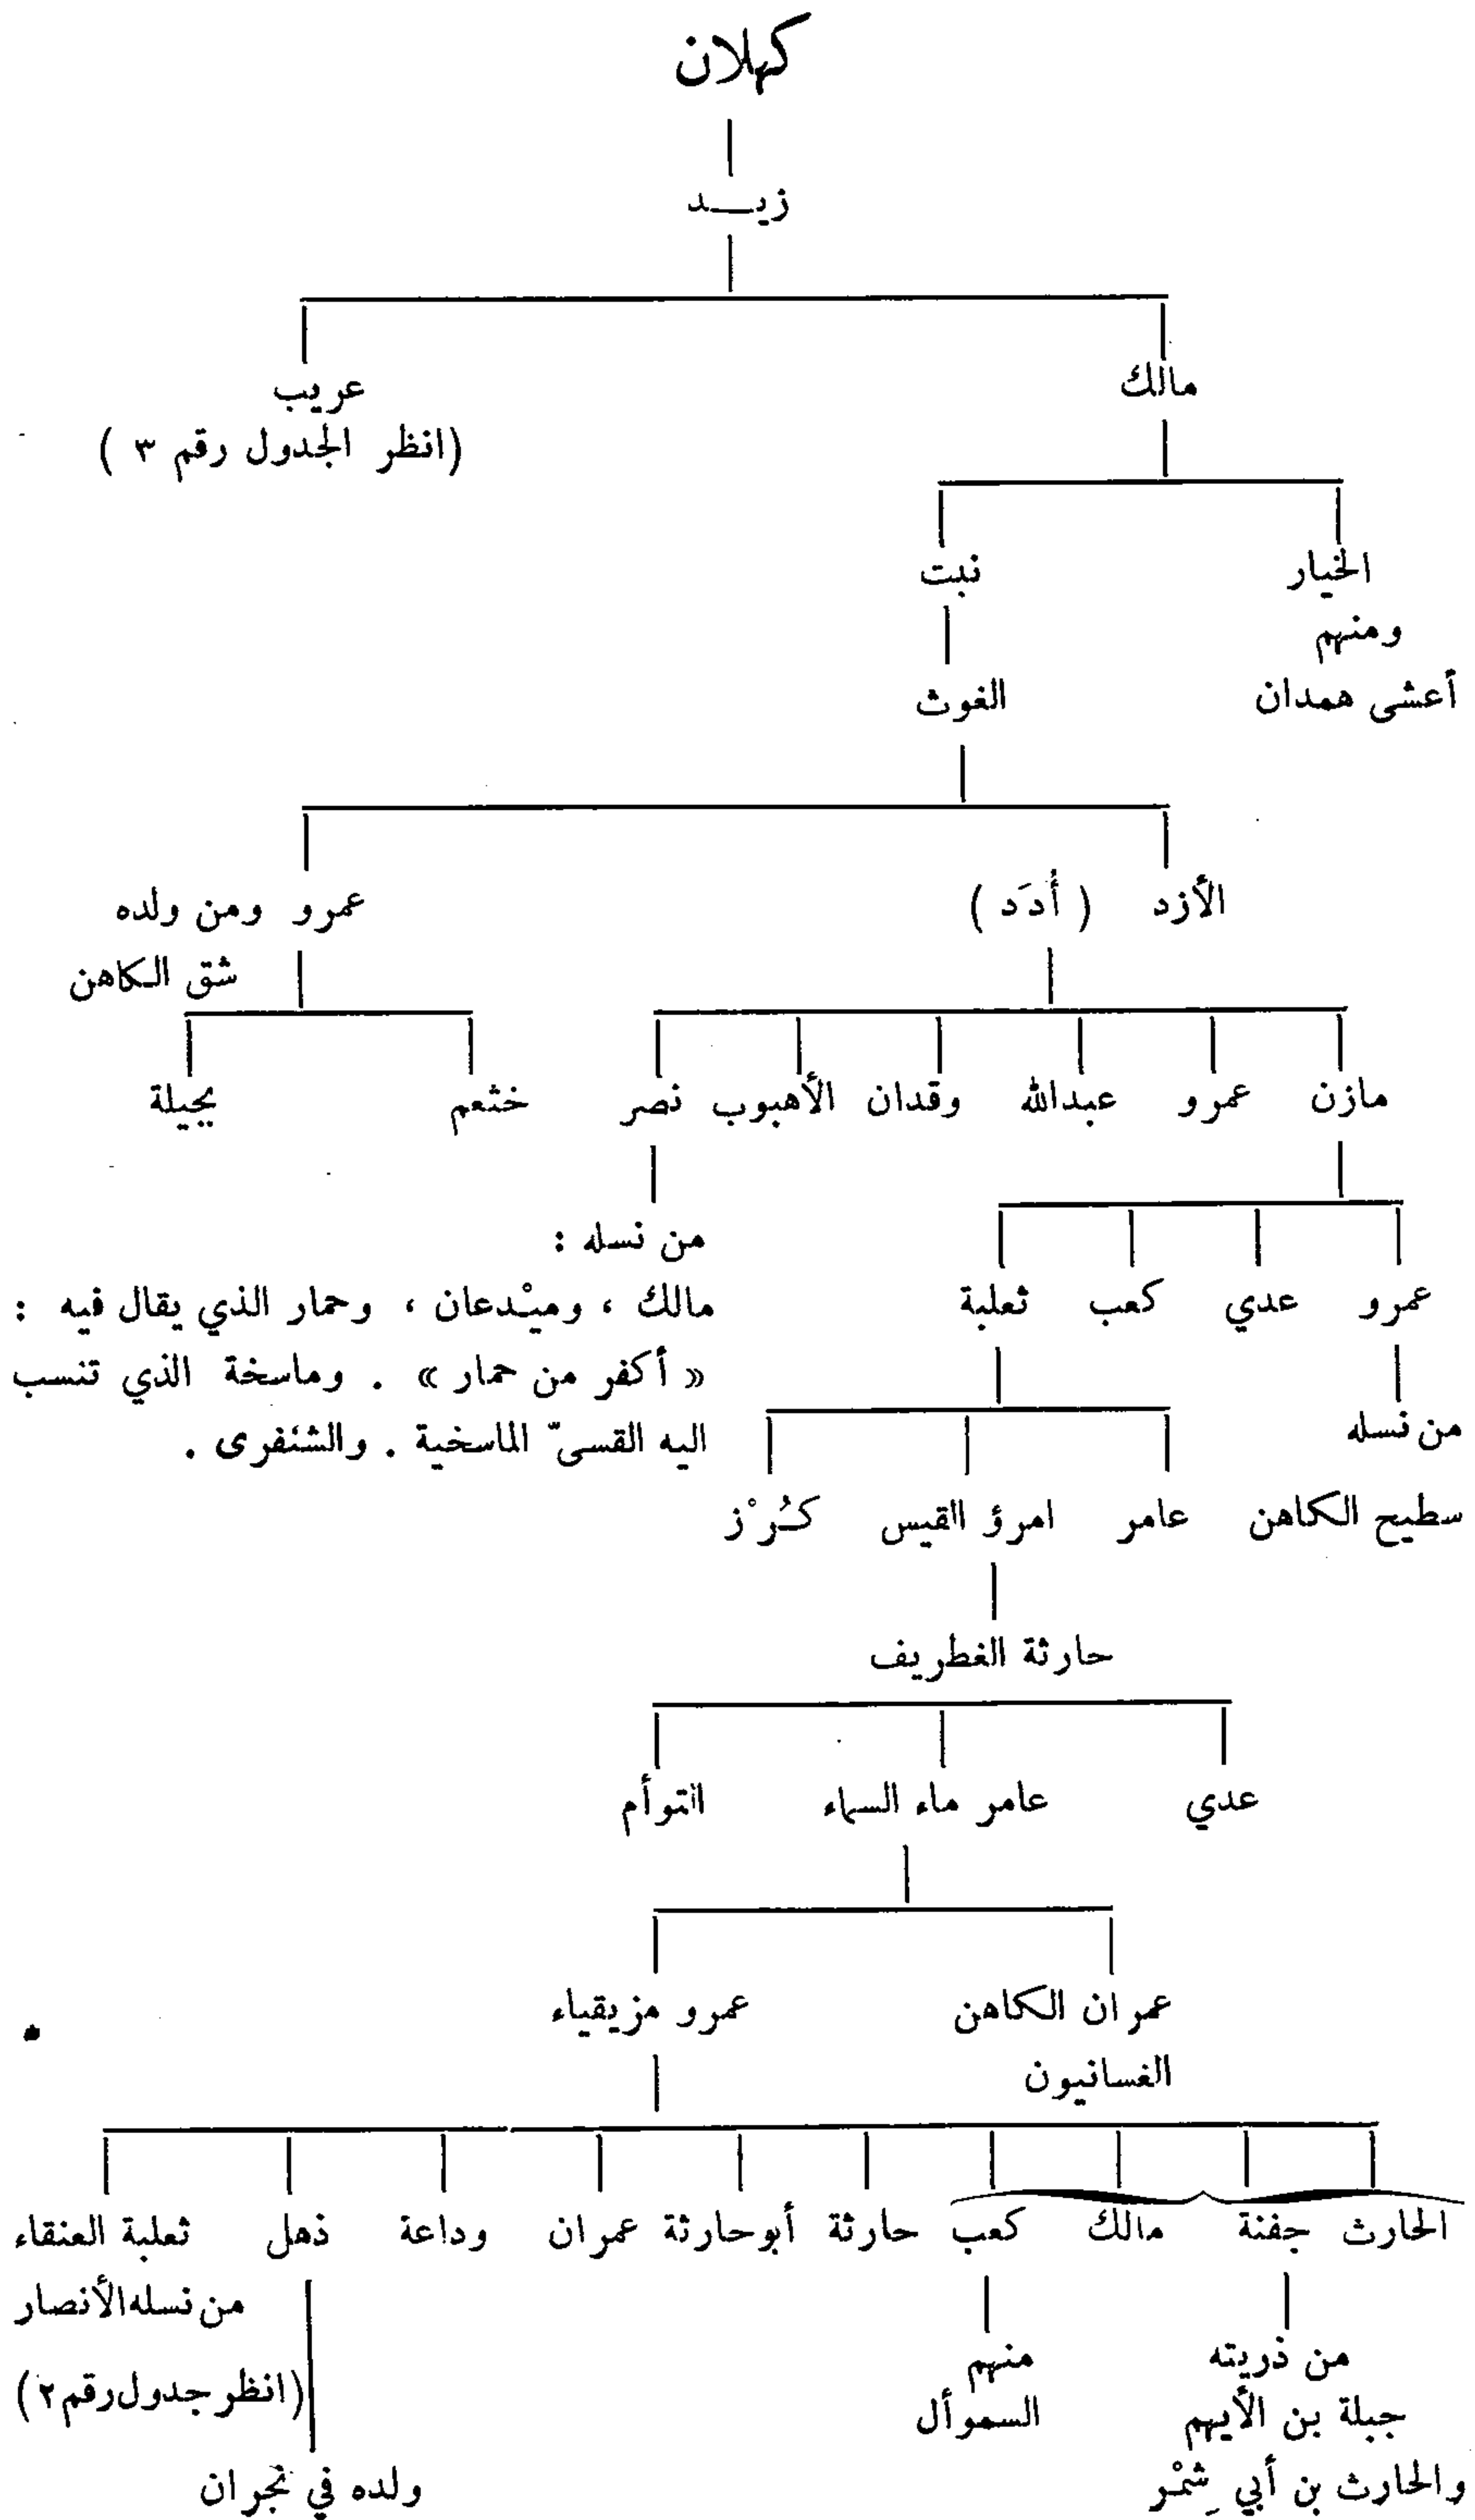 كهلان
زيد
مالك عريب
(انظر الجدول رقم ٣)
الخيار نبت
ومنهم
أعشى همدان الغوث
الأزد (أُدَد) عمرو ومن ولده
شق الكاهن
مازن عمرو عبدالله وقدان الأهبوب نصر خثعم بجيلة
من نسله :
عمرو عدي كعب ثعلبة مالك ، وميْدعان ، وحمار الذي يقال فيه :
« أكفر من حمار » . وماسخة الذي تنسب
من نسله اليه القسىّ الماسخية . والشنفرى .
سطيح الكاهن عامر امرؤ القيس كُرْز
حارثة الغطريف
عدي عامر ماء السماء التوأم
عمران الكاهن عمرو مزيقياء
الغسانيون
الحارث جفنة مالك كعب حارثة أبوحارثة عمران وداعة ذهل ثعلبة العنقاء
من نسله الأنصار
من ذريته منهم (انظر جدول رقم ٢)
جبلة بن الأيهم السموأل
والحارث بن أبي شِمْر ولده في نجران